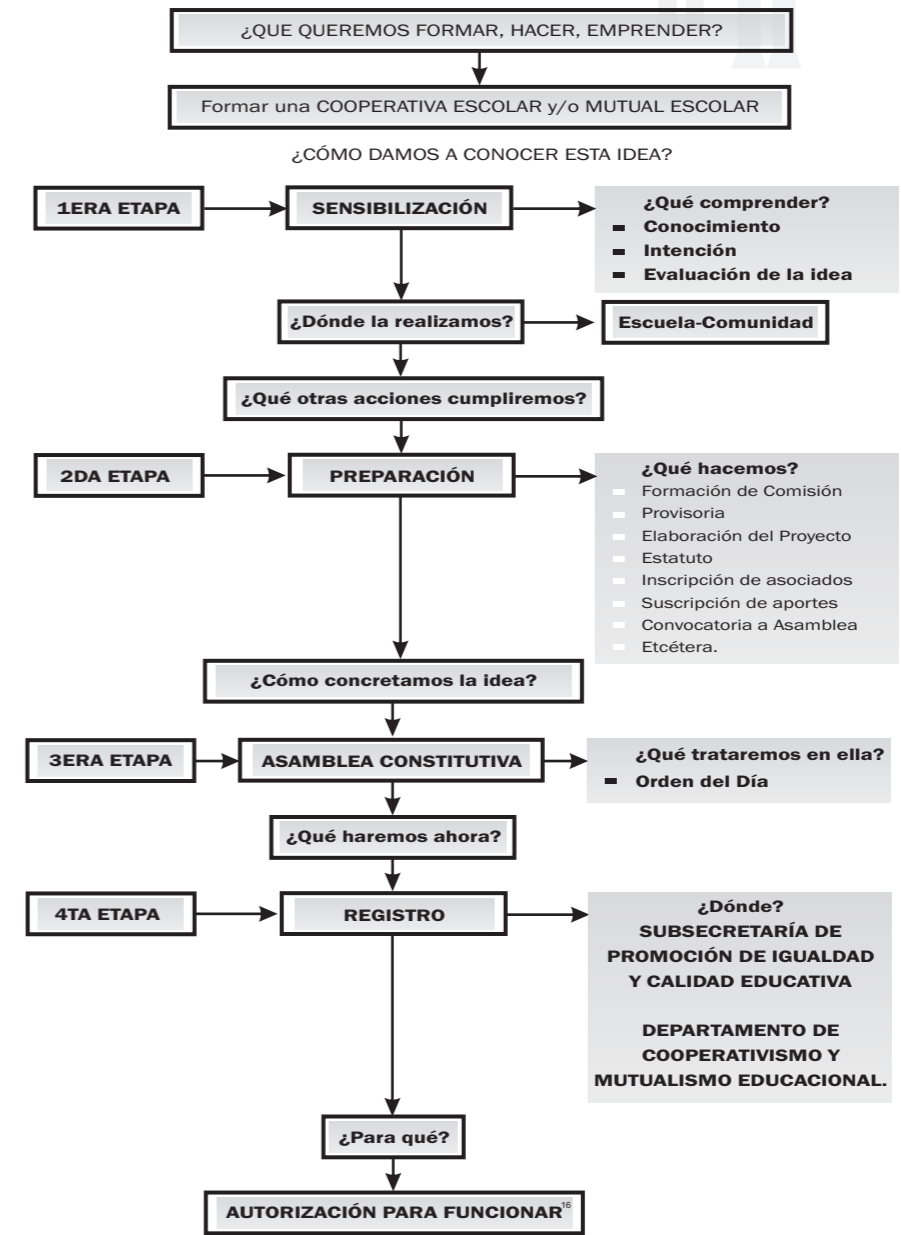 ¿QUE QUEREMOS FORMAR, HACER, EMPRENDER?
Formar una COOPERATIVA ESCOLAR y/o MUTUAL ESCOLAR
¿CÓMO DAMOS A CONOCER ESTA IDEA?
1ERA ETAPA
SENSIBILIZACIÓN
¿Qué comprender?
Conocimiento
Intención
Evaluación de la idea
¿Dónde la realizamos?
Escuela-Comunidad
¿Qué otras acciones cumpliremos?
2DA ETAPA
PREPARACIÓN
¿Qué hacemos?
Formación de Comisión
Provisoria
Elaboración del Proyecto
Estatuto
Inscripción de asociados
Suscripción de aportes
Convocatoria a Asamblea
Etcétera.
¿Cómo concretamos la idea?
3ERA ETAPA
ASAMBLEA CONSTITUTIVA
¿Qué trataremos en ella?
Orden del Día
¿Qué haremos ahora?
4TA ETAPA
REGISTRO
¿Dónde?
SUBSECRETARÍA DE
PROMOCIÓN DE IGUALDAD
Y CALIDAD EDUCATIVA
DEPARTAMENTO DE
COOPERATIVISMO Y
MUTUALISMO EDUCACIONAL.
¿Para qué?
AUTORIZACIÓN PARA FUNCIONAR16